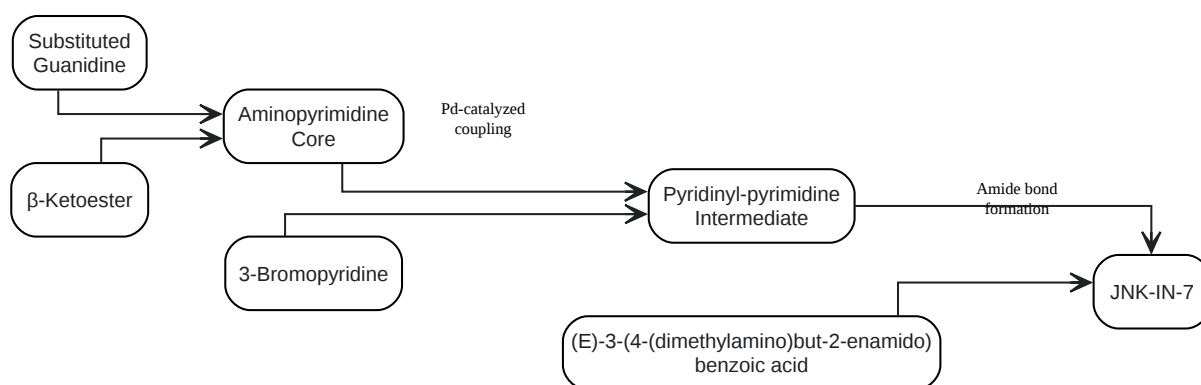 Substituted
Guanidine
Aminopyrimidine
Core
Pd-catalyzed
coupling
β-Ketoester
Pyridinyl-pyrimidine
Intermediate
Amide bond
formation
3-Bromopyridine
JNK-IN-7
(E)-3-(4-(dimethylamino)but-2-enamido)
benzoic acid